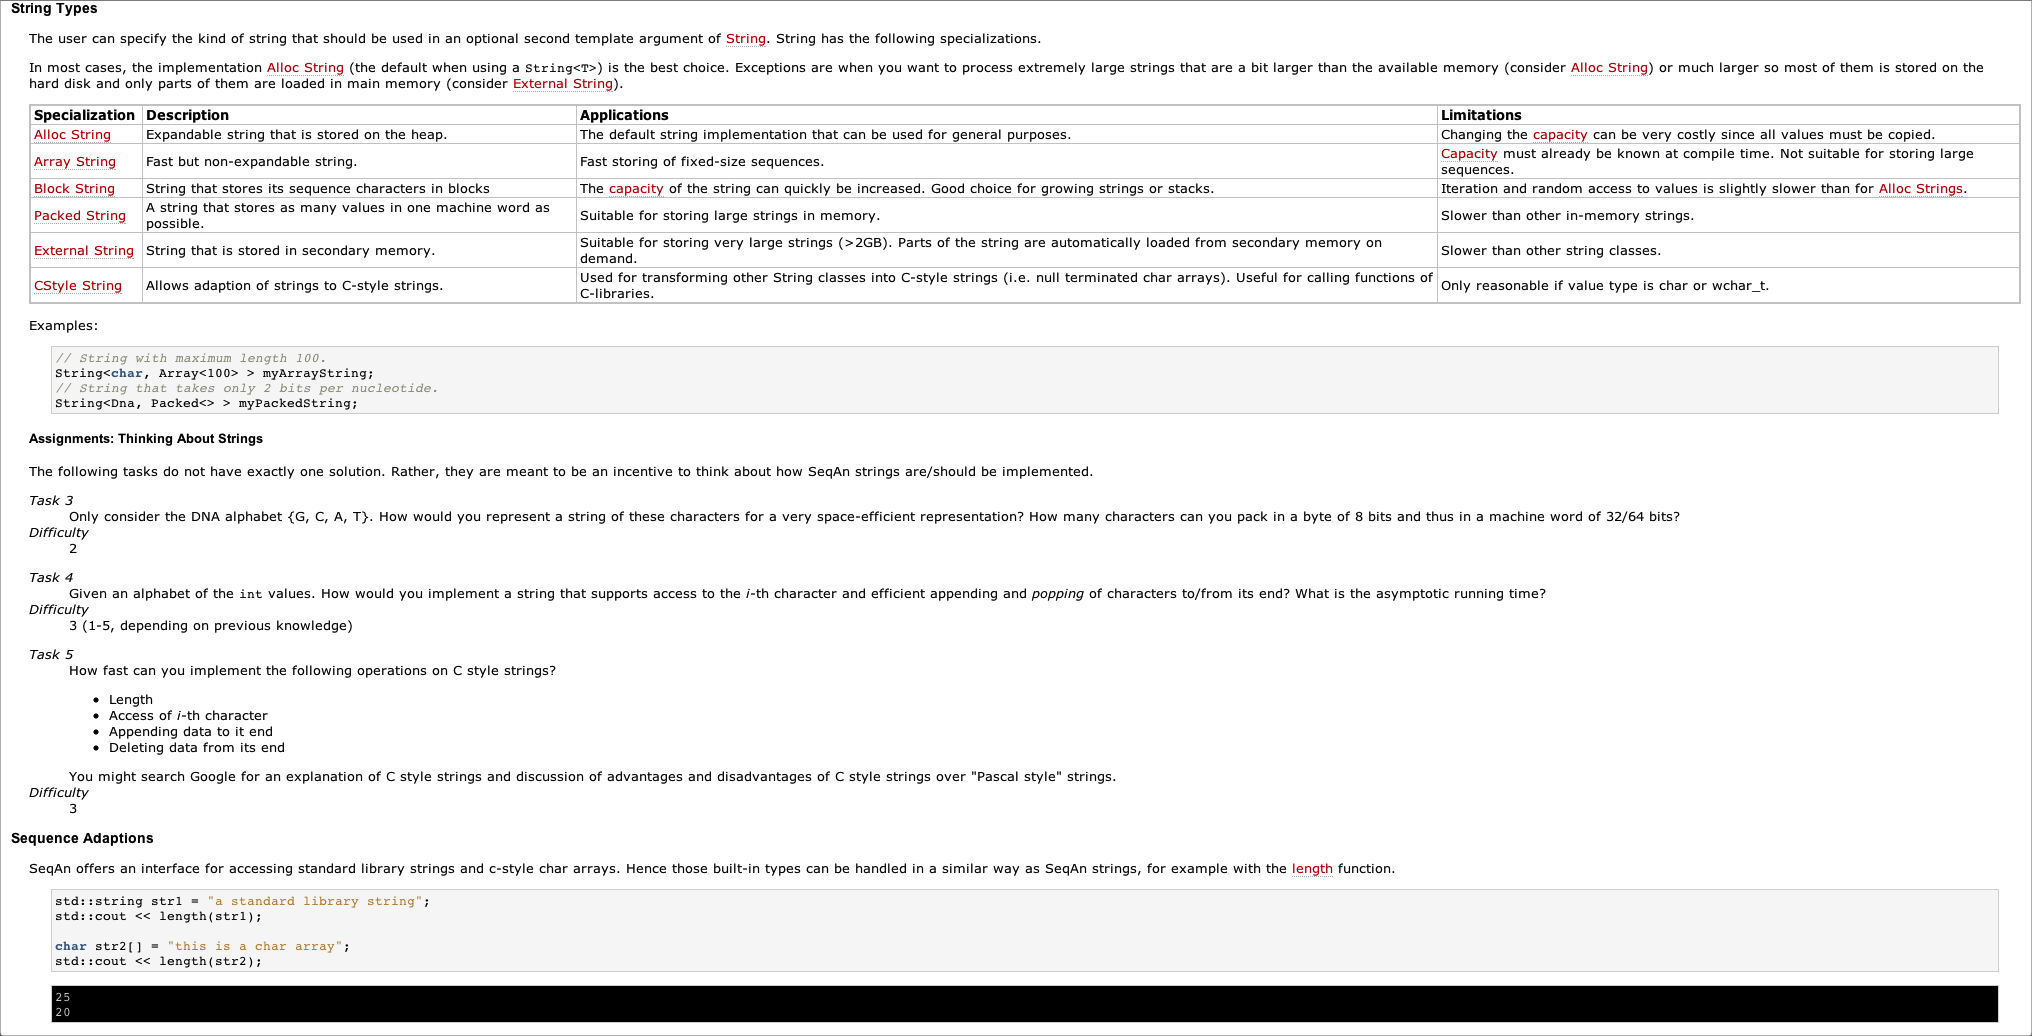 String Types
The user can specify the kind of string that should be used in an optional second template argument of String. String has the following specializations.
In most cases, the implementation Alloc String (the default when using a String<T>) is the best choice. Exceptions are when you want to process extremely large strings that are a bit larger than the available memory (consider Alloc String) or much larger so most of them is stored on the
hard disk and only parts of them are loaded in main memory (consider External String).
Specialization Description Applications Limitations
Alloc String Expandable string that is stored on the heap. The default string implementation that can be used for general purposes. Changing the capacity can be very costly since all values must be copied.
Array String Fast but non-expandable string. Fast storing of fixed-size sequences. Capacity must already be known at compile time. Not suitable for storing large
sequences.
Block String String that stores its sequence characters in blocks The capacity of the string can quickly be increased. Good choice for growing strings or stacks. Iteration and random access to values is slightly slower than for Alloc Strings.
Packed String A string that stores as many values in one machine word as
possible. Suitable for storing large strings in memory. Slower than other in-memory strings.
External String String that is stored in secondary memory. Suitable for storing very large strings (>2GB). Parts of the string are automatically loaded from secondary memory on
demand. Slower than other string classes.
CStyle String Allows adaption of strings to C-style strings. Used for transforming other String classes into C-style strings (i.e. null terminated char arrays). Useful for calling functions of
C-libraries. Only reasonable if value type is char or wchar_t.
Examples:
// String with maximum length 100.
String<char, Array<100> > myArrayString;
// String that takes only 2 bits per nucleotide.
String<Dna, Packed<> > myPackedString;
Assignments: Thinking About Strings
The following tasks do not have exactly one solution. Rather, they are meant to be an incentive to think about how SeqAn strings are/should be implemented.
Task 3
Only consider the DNA alphabet {G, C, A, T}. How would you represent a string of these characters for a very space-efficient representation? How many characters can you pack in a byte of 8 bits and thus in a machine word of 32/64 bits?
Difficulty
2
Task 4
Given an alphabet of the int values. How would you implement a string that supports access to the i-th character and efficient appending and popping of characters to/from its end? What is the asymptotic running time?
Difficulty
3 (1-5, depending on previous knowledge)
Task 5
How fast can you implement the following operations on C style strings?
• Length
• Access of i-th character
• Appending data to it end
• Deleting data from its end
You might search Google for an explanation of C style strings and discussion of advantages and disadvantages of C style strings over "Pascal style" strings.
Difficulty
3
Sequence Adaptions
SeqAn offers an interface for accessing standard library strings and c-style char arrays. Hence those built-in types can be handled in a similar way as SeqAn strings, for example with the length function.
std::string str1 = "a standard library string";
std::cout << length(str1);
char str2[] = "this is a char array";
std::cout << length(str2);
25
20